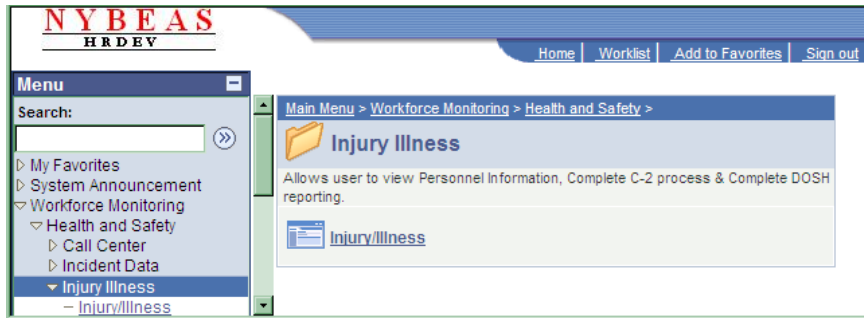 NYBEAS
HRDEV
Home Worklist Add to Favorites Sign out
Menu
Search:
My Favorites
System Announcement
Workforce Monitoring
Health and Safety
Call Center
Incident Data
Injury Illness
Injury/Illness
Main Menu > Workforce Monitoring > Health and Safety >
Injury Illness
Allows user to view Personnel Information, Complete C-2 process & Complete DOSH
reporting.
Injury/Illness